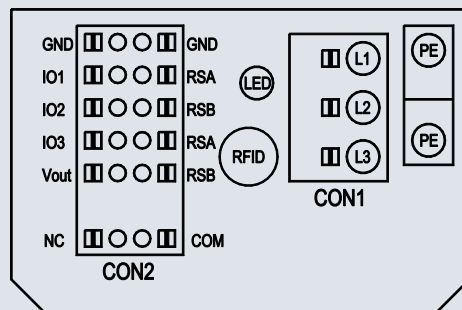 GND GND
IO1 RSA
IO2 RSB
IO3 RSA
Vout RSB
NC COM
CON2
LED
RFID
L1
L2
L3
CON1
PE
PE